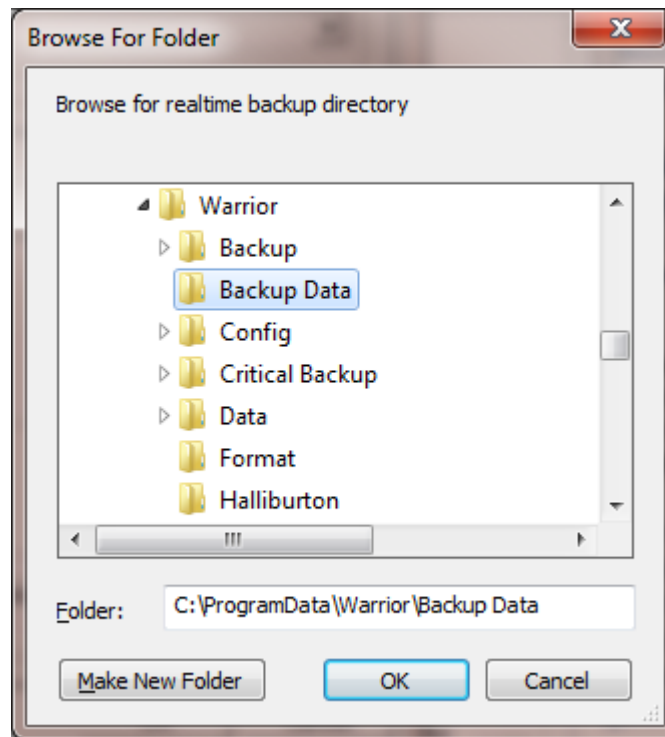 Browse For Folder
Browse for realtime backup directory
Warrior
Backup
Backup Data
Config
Critical Backup
Data
Format
Halliburton
Folder: C:\ProgramData\Warrior\Backup Data
Make New Folder OK Cancel